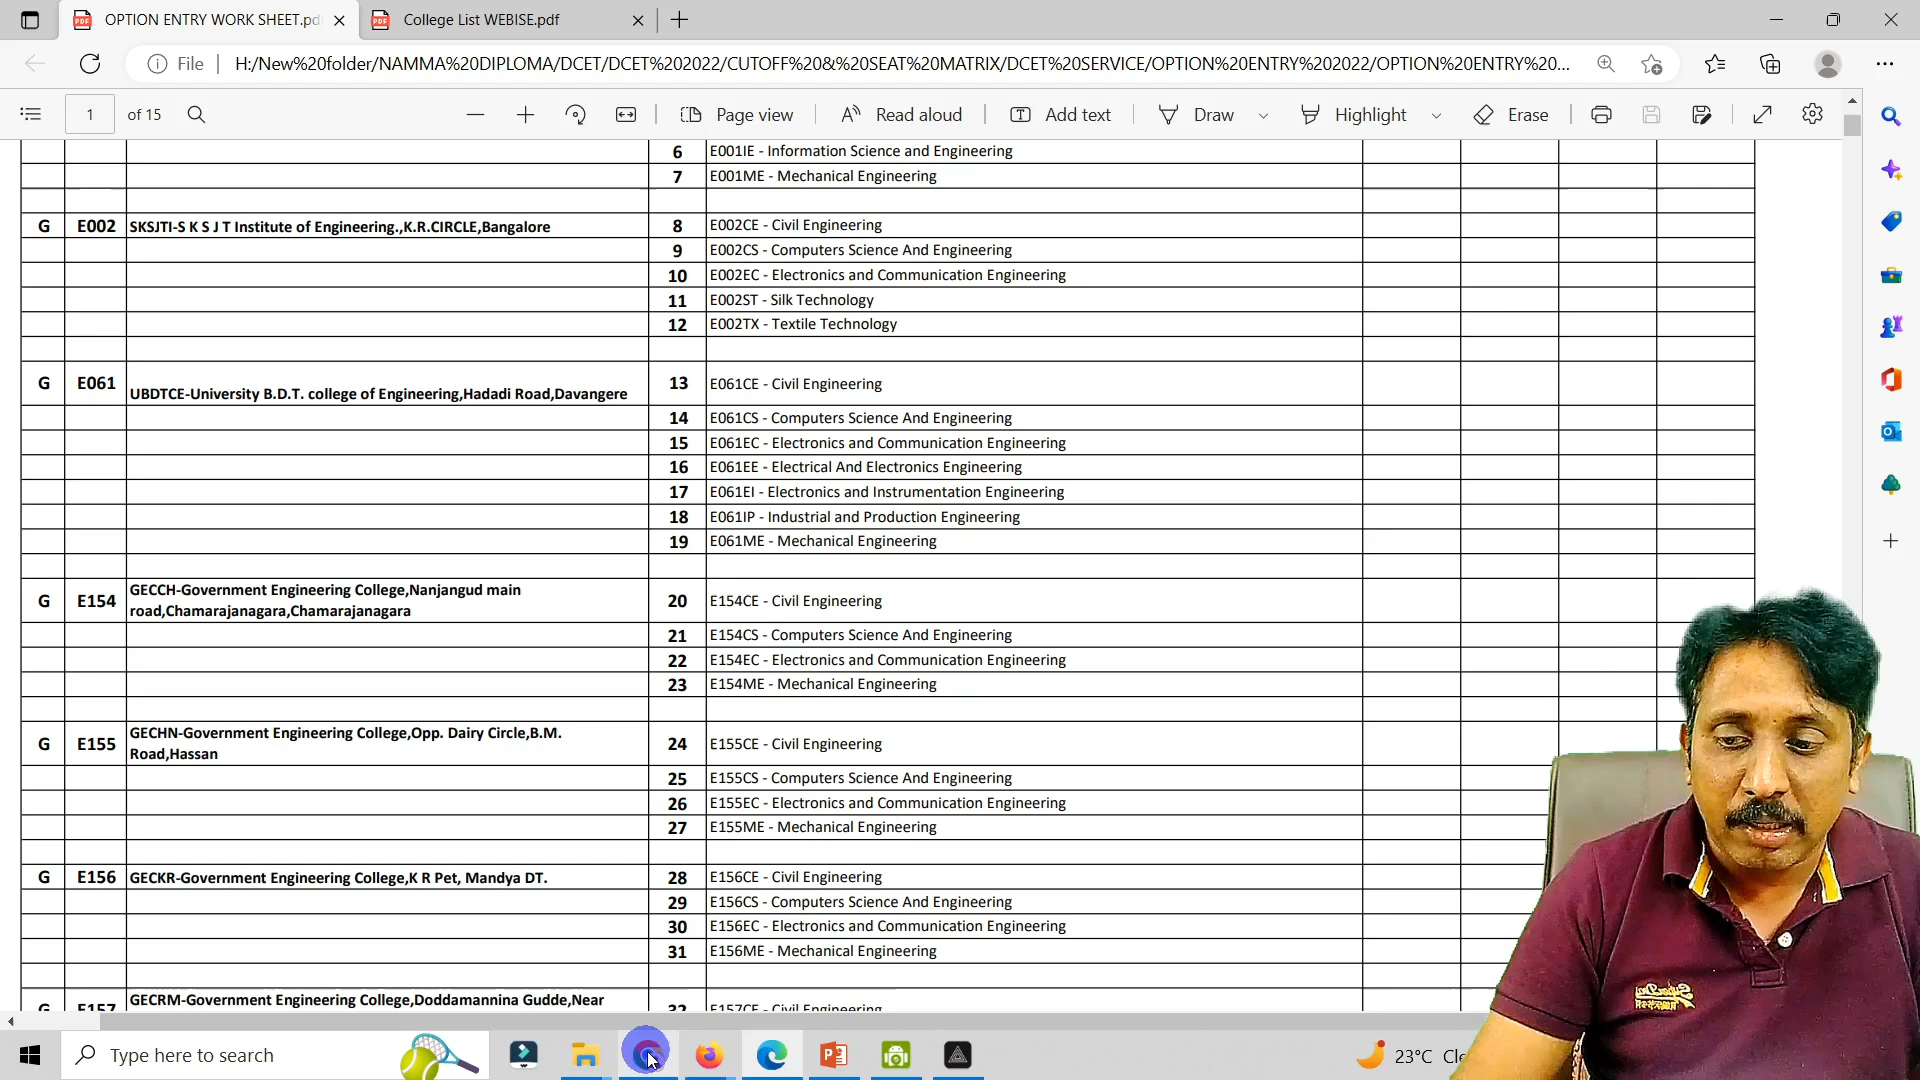 OPTION ENTRY WORK SHEET.pd
College List WEBISE.pdf
File
H:/New%20folder/NAMMA%20DIPLOMA/DCET/DCET%202022/CUTOFF%20&%20SEAT%20MATRIX/DCET%20SERVICE/OPTION%20ENTRY%202022/OPTION%20ENTRY%20...
1 of 15
Page view
Read aloud
Add text
Draw
Highlight
Erase
6 E001IE - Information Science and Engineering
7 E001ME - Mechanical Engineering
G E002 SKSJTI-S K S J T Institute of Engineering.,K.R.CIRCLE,Bangalore 8 E002CE - Civil Engineering
9 E002CS - Computers Science And Engineering
10 E002EC - Electronics and Communication Engineering
11 E002ST - Silk Technology
12 E002TX - Textile Technology
G E061 UBDTCE-University B.D.T. college of Engineering,Hadadi Road,Davangere 13 E061CE - Civil Engineering
14 E061CS - Computers Science And Engineering
15 E061EC - Electronics and Communication Engineering
16 E061EE - Electrical And Electronics Engineering
17 E061EI - Electronics and Instrumentation Engineering
18 E061IP - Industrial and Production Engineering
19 E061ME - Mechanical Engineering
G E154 GECCH-Government Engineering College,Nanjangud main
road,Chamarajanagara,Chamarajanagara 20 E154CE - Civil Engineering
21 E154CS - Computers Science And Engineering
22 E154EC - Electronics and Communication Engineering
23 E154ME - Mechanical Engineering
G E155 GECHN-Government Engineering College,Opp. Dairy Circle,B.M.
Road,Hassan 24 E155CE - Civil Engineering
25 E155CS - Computers Science And Engineering
26 E155EC - Electronics and Communication Engineering
27 E155ME - Mechanical Engineering
G E156 GECKR-Government Engineering College,K R Pet, Mandya DT. 28 E156CE - Civil Engineering
29 E156CS - Computers Science And Engineering
30 E156EC - Electronics and Communication Engineering
31 E156ME - Mechanical Engineering
G E157 GECRM-Government Engineering College,Doddamannina Gudde,Near 32 E157CE - Civil Engineering
Type here to search
23°C Cle